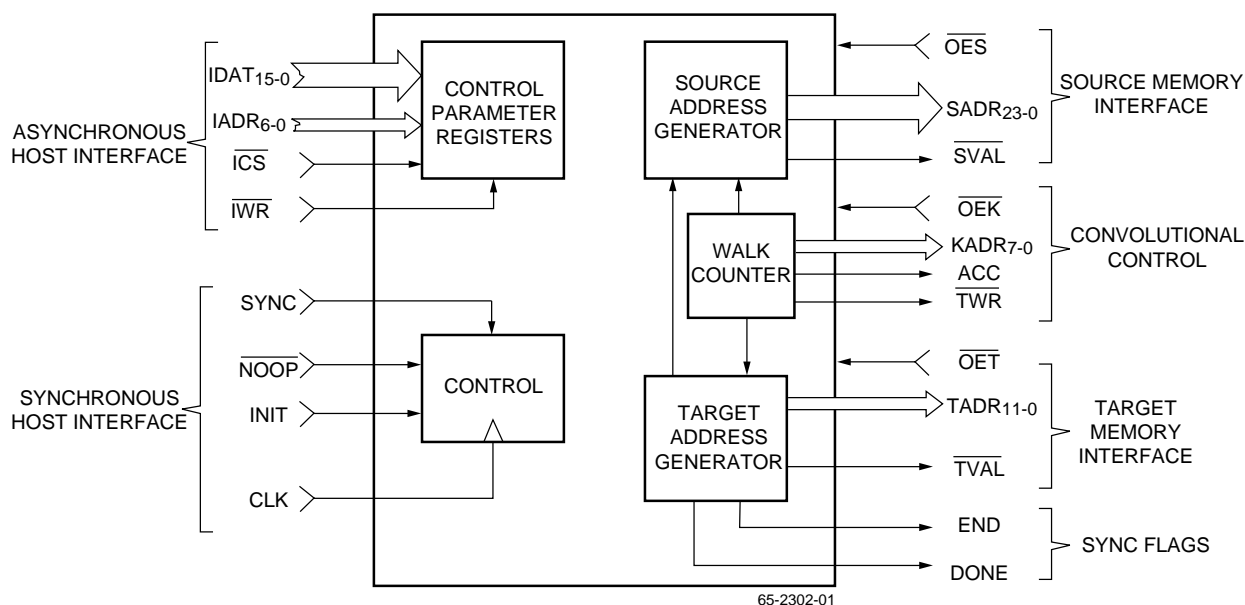 ASYNCHRONOUS
HOST INTERFACE
IDAT15-0
IADR6-0
ICS
IWR
CONTROL
PARAMETER
REGISTERS
SYNCHRONOUS
HOST INTERFACE
SYNC
NOOP
INIT
CLK
CONTROL
SOURCE
ADDRESS
GENERATOR
WALK
COUNTER
TARGET
ADDRESS
GENERATOR
OES
SADR23-0
SVAL
SOURCE MEMORY
INTERFACE
OEK
KADR7-0
ACC
TWR
CONVOLUTIONAL
CONTROL
OET
TADR11-0
TVAL
TARGET
MEMORY
INTERFACE
END
DONE
SYNC FLAGS
65-2302-01